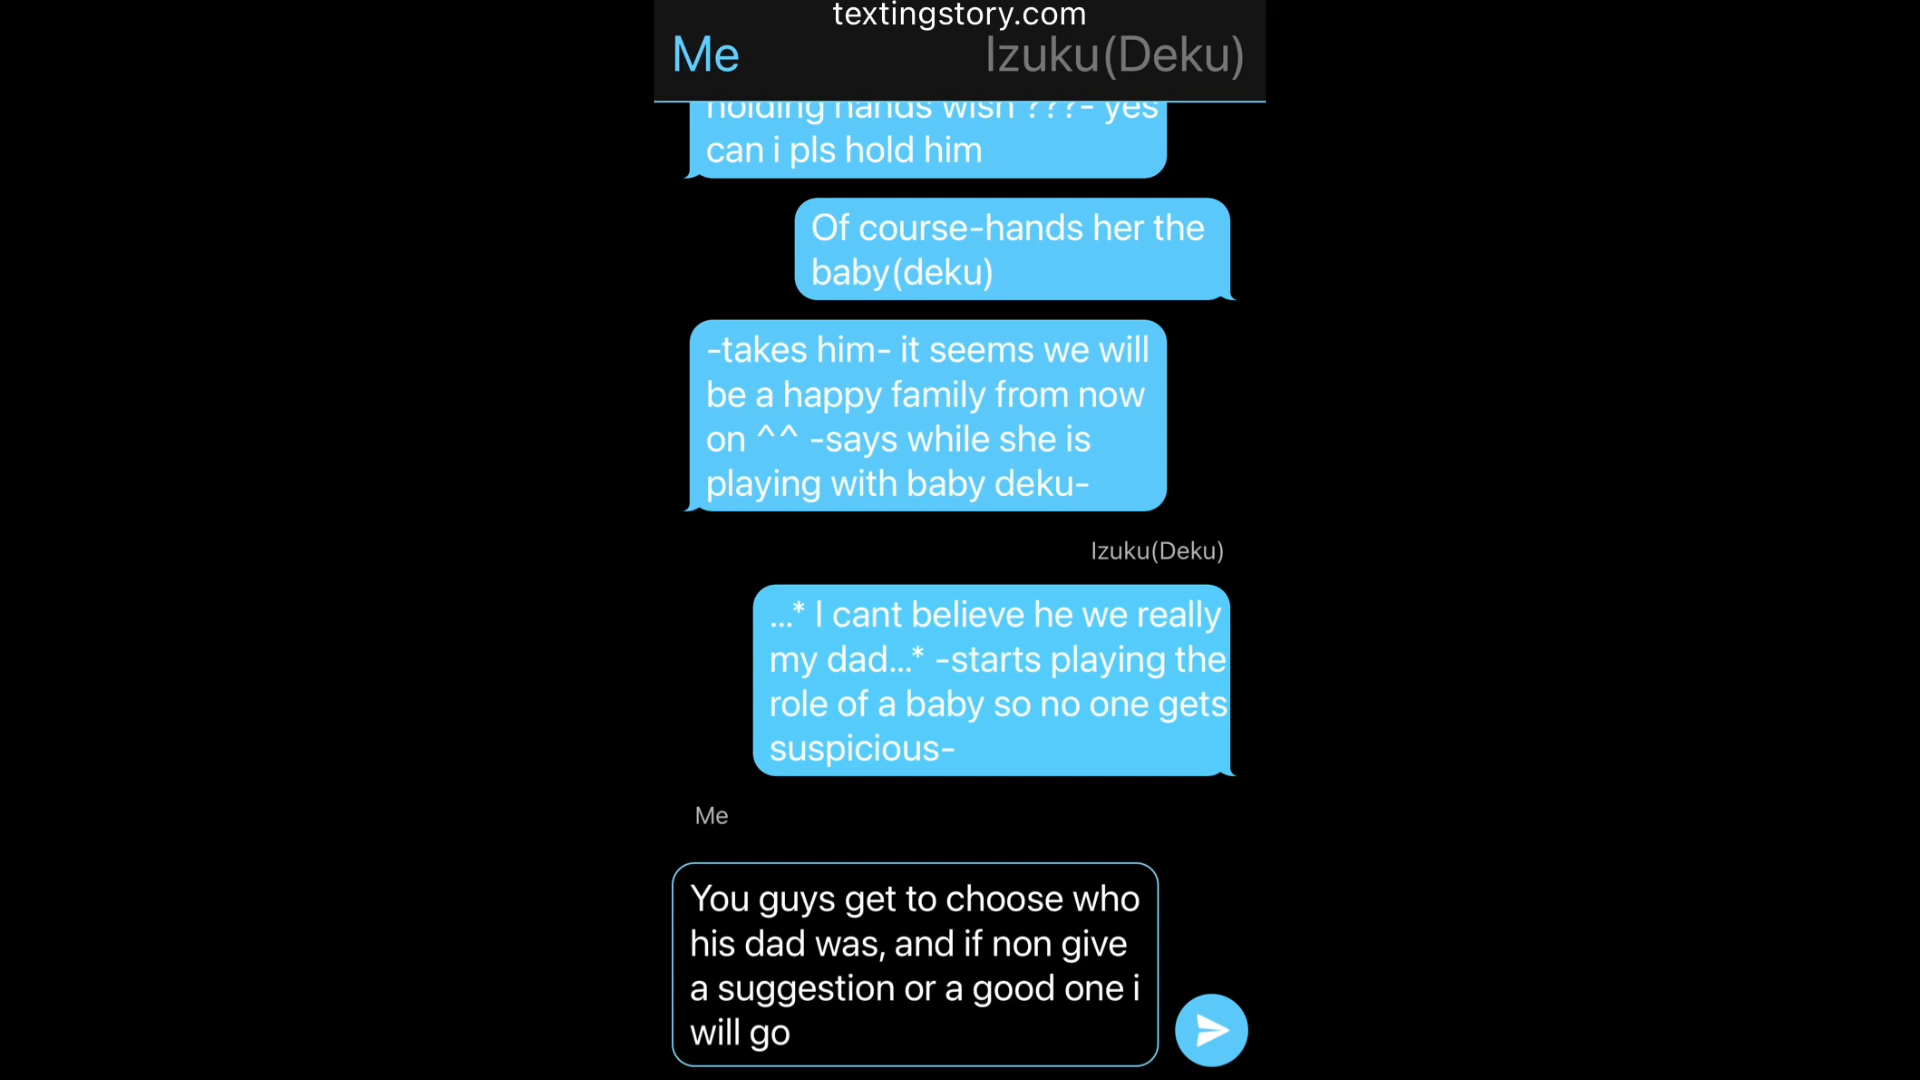 textingstory.com
Me Izuku(Deku)
holding hands wish ???- yes
can i pls hold him
Of course-hands her the
baby(deku)
-takes him- it seems we will
be a happy family from now
on ^^ -says while she is
playing with baby deku-
Izuku(Deku)
...* I cant believe he we really
my dad...* -starts playing the
role of a baby so no one gets
suspicious-
Me
You guys get to choose who
his dad was, and if non give
a suggestion or a good one i
will go